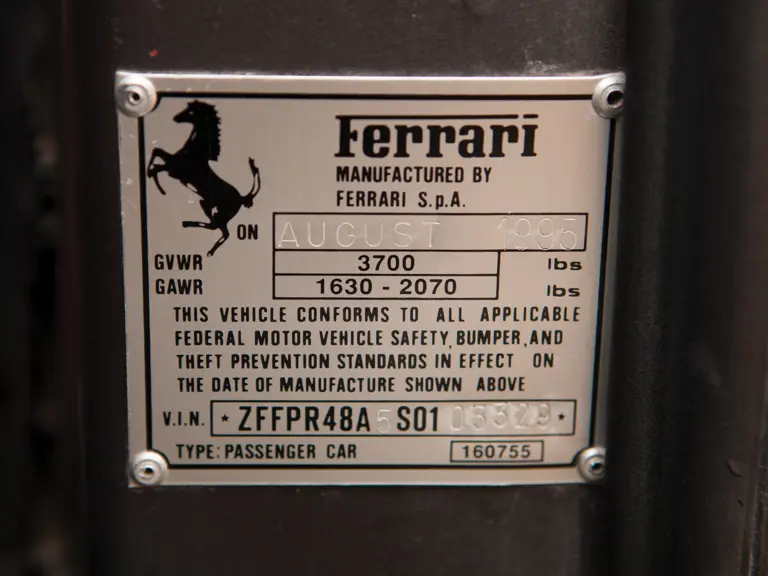 Ferrari
MANUFACTURED BY
FERRARI S.p.A.
ON AUGUST 1995
GVWR 3700 lbs
GAWR 1630 - 2070 lbs
THIS VEHICLE CONFORMS TO ALL APPLICABLE
FEDERAL MOTOR VEHICLE SAFETY, BUMPER, AND
THEFT PREVENTION STANDARDS IN EFFECT ON
THE DATE OF MANUFACTURE SHOWN ABOVE
V.I.N. * ZFFPR48A5S0103329 *
TYPE: PASSENGER CAR 160755